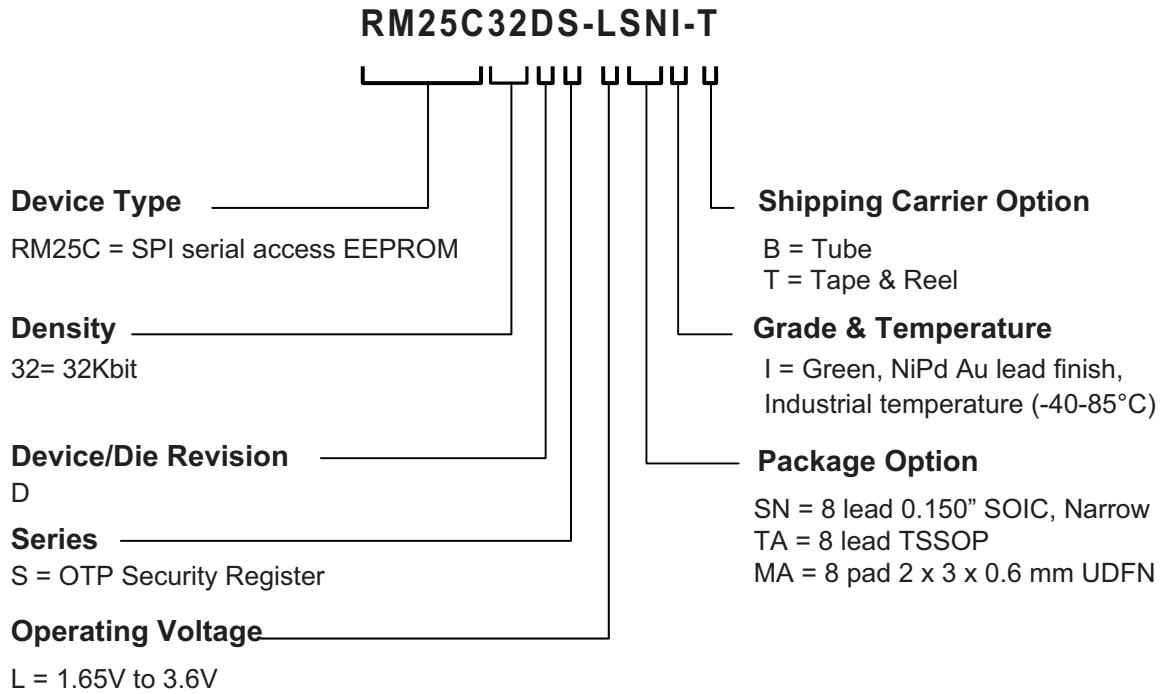 RM25C32DS-LSNI-T
Device Type
RM25C = SPI serial access EEPROM
Density
32= 32Kbit
Device/Die Revision
D
Series
S = OTP Security Register
Operating Voltage
L = 1.65V to 3.6V
Shipping Carrier Option
B = Tube
T = Tape & Reel
Grade & Temperature
I = Green, NiPd Au lead finish,
Industrial temperature (-40-85°C)
Package Option
SN = 8 lead 0.150” SOIC, Narrow
TA = 8 lead TSSOP
MA = 8 pad 2 x 3 x 0.6 mm UDFN